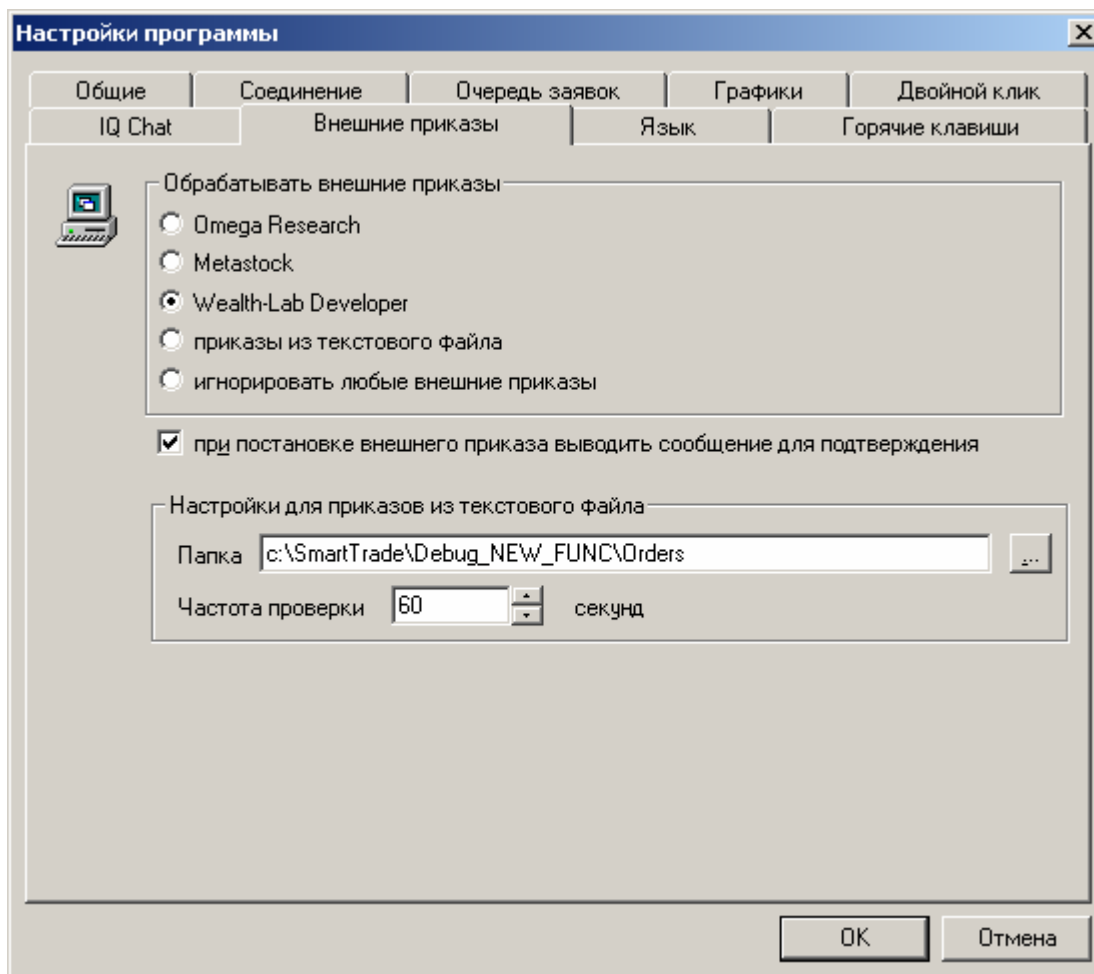 Настройки программы
Общие
Соединение
Очередь заявок
Графики
Двойной клик
IQ Chat
Внешние приказы
Язык
Горячие клавиши
Обрабатывать внешние приказы
Omega Research
Metastock
Wealth-Lab Developer
приказы из текстового файла
игнорировать любые внешние приказы
при постановке внешнего приказа выводить сообщение для подтверждения
Настройки для приказов из текстового файла
Папка c:\SmartTrade\Debug_NEW_FUNC\Orders ...
Частота проверки 60 секунд
OK
Отмена